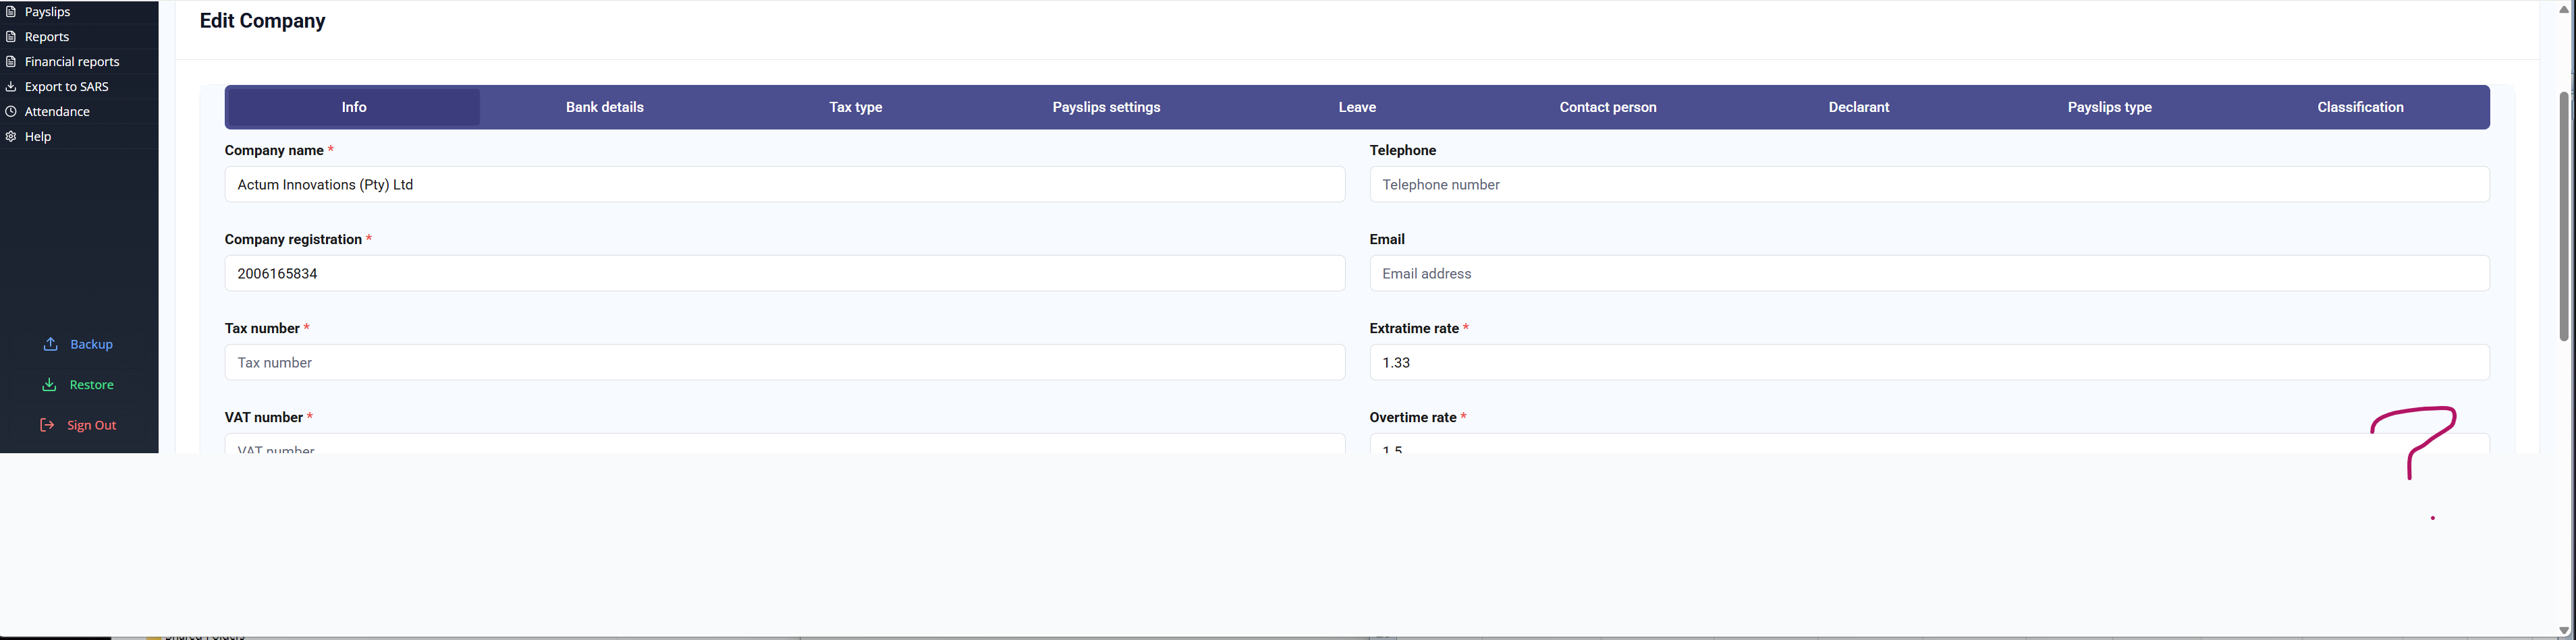 Payslips
Reports
Financial reports
Export to SARS
Attendance
Help
Backup
Restore
Sign Out
Edit Company
Info Bank details Tax type Payslips settings Leave Contact person Declarant Payslips type Classification
Company name *
Actum Innovations (Pty) Ltd
Telephone
Telephone number
Company registration *
2006165834
Email
Email address
Tax number *
Tax number
Extratime rate *
1.33
VAT number *
VAT number
Overtime rate *
1.5
?
Shared Folders